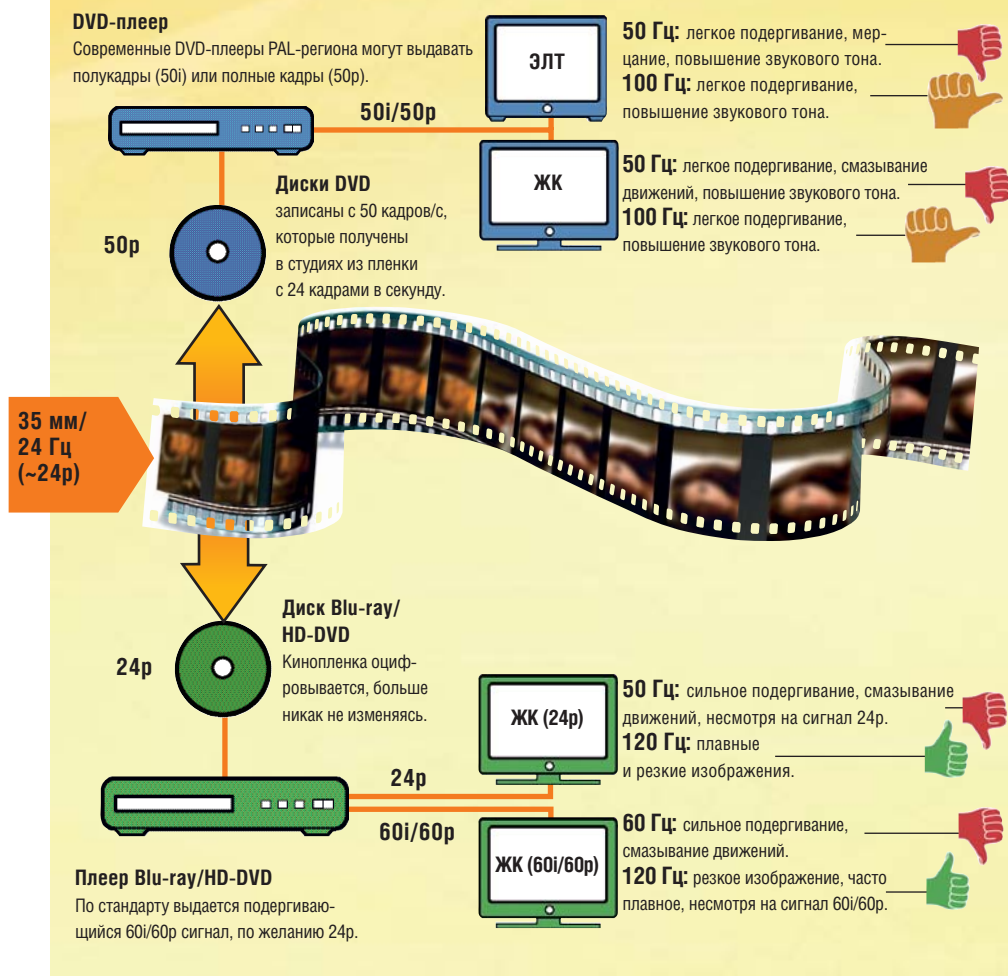 DVD-плеер
Современные DVD-плееры PAL-региона могут выдавать
полукадры (50i) или полные кадры (50p).
50i/50p
ЭЛТ
50 Гц: легкое подергивание, мер-
цание, повышение звукового тона.
100 Гц: легкое подергивание,
повышение звукового тона.
ЖК
50 Гц: легкое подергивание, смазывание
движений, повышение звукового тона.
100 Гц: легкое подергивание,
повышение звукового тона.
50p
Диски DVD
записаны с 50 кадров/с,
которые получены
в студиях из пленки
с 24 кадрами в секунду.
35 мм/
24 Гц
(~24p)
24p
Диск Blu-ray/
HD-DVD
Кинопленка оциф-
ровывается, больше
никак не изменяясь.
24p
60i/60p
ЖК (24p)
50 Гц: сильное подергивание, смазывание
движений, несмотря на сигнал 24p.
120 Гц: плавные
и резкие изображения.
ЖК (60i/60p)
60 Гц: сильное подергивание,
смазывание движений.
120 Гц: резкое изображение, часто
плавное, несмотря на сигнал 60i/60p.
Плеер Blu-ray/HD-DVD
По стандарту выдается подергиваю-
щийся 60i/60p сигнал, по желанию 24p.